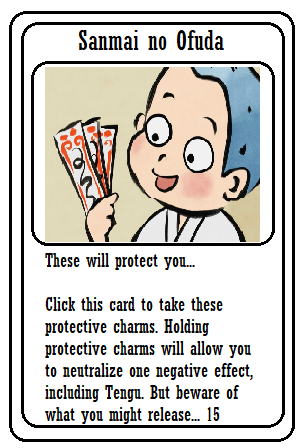 Sanmai no Ofuda
These will protect you...
Click this card to take these
protective charms. Holding
protective charms will allow you
to neutralize one negative effect,
including Tengu. But beware of
what you might release... 15